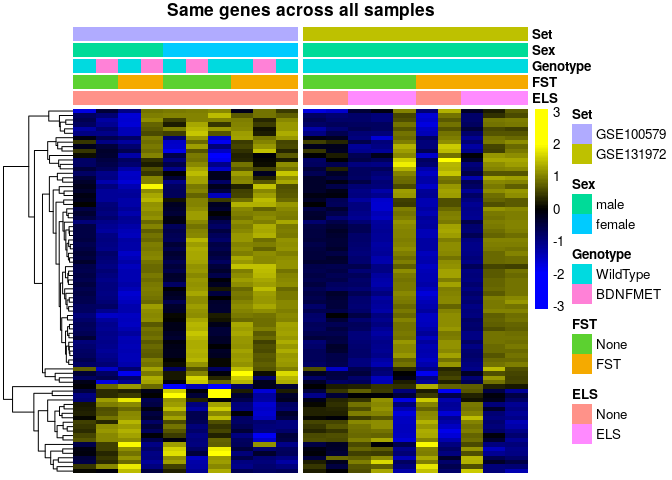 Same genes across all samples
Set
Sex
Genotype
FST
ELS
3
2
1
0
-1
-2
-3
Set
GSE100579
GSE131972
Sex
male
female
Genotype
WildType
BDNFMET
FST
None
FST
ELS
None
ELS